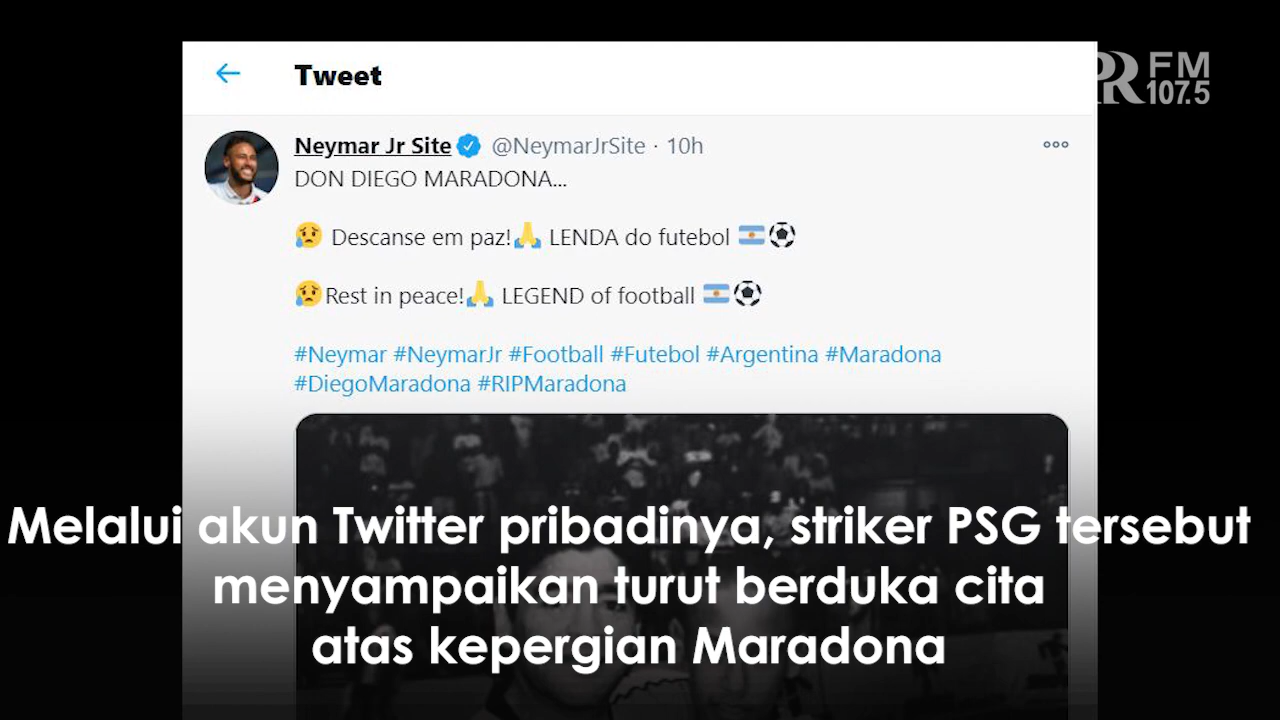 Tweet
PR FM
107.5
Neymar Jr Site @NeymarJrSite · 10h
DON DIEGO MARADONA...
😥 Descanse em paz!🙏 LENDA do futebol 🇦🇷⚽
😥Rest in peace!🙏 LEGEND of football 🇦🇷⚽
#Neymar #NeymarJr #Football #Futebol #Argentina #Maradona
#DiegoMaradona #RIPMaradona
Melalui akun Twitter pribadinya, striker PSG tersebut
menyampaikan turut berduka cita
atas kepergian Maradona